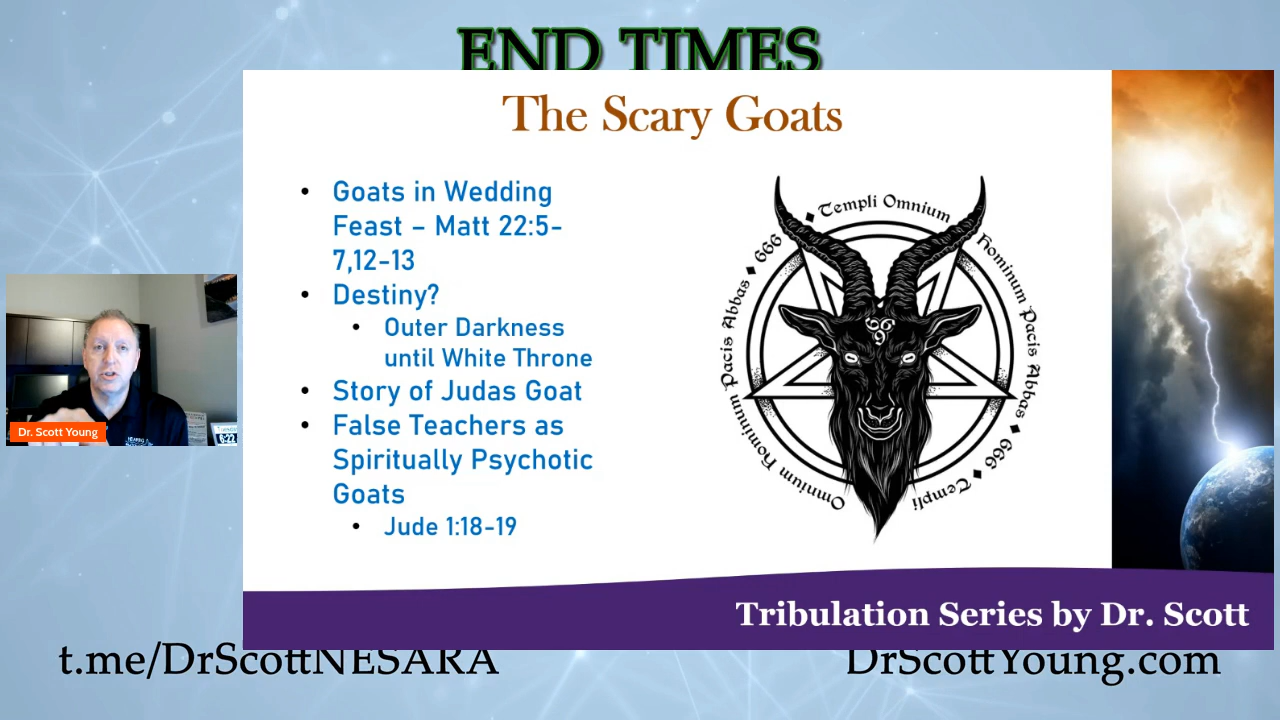 END TIMES
The Scary Goats
• Goats in Wedding
Feast – Matt 22:5-
7,12-13
• Destiny?
• Outer Darkness
until White Throne
• Story of Judas Goat
• False Teachers as
Spiritually Psychotic
Goats
• Jude 1:18-19
Templi Omnium
Hominum Pacis Abbas ♦ 666 ♦ Templi
Omnium Hominum Pacis Abbas ♦ 666 ♦
666
Dr. Scott Young
Tribulation Series by Dr. Scott
t.me/DrScottNESARA
DrScottYoung.com